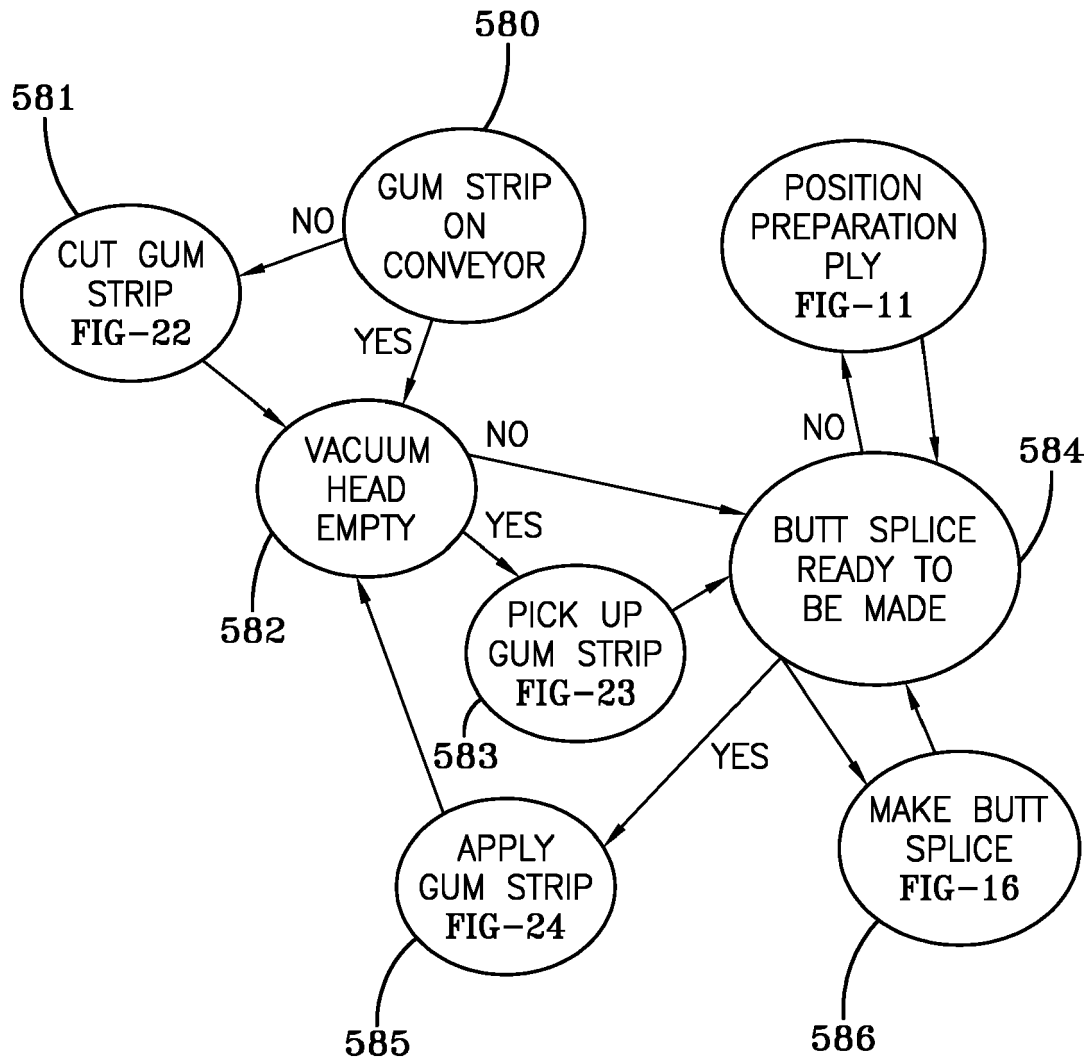 580
581
GUM STRIP
ON
CONVEYOR
NO
CUT GUM
STRIP
FIG-22
YES
POSITION
PREPARATION
PLY
FIG-11
VACUUM
HEAD
EMPTY
NO
YES
582
NO
584
BUTT SPLICE
READY TO
BE MADE
PICK UP
GUM STRIP
FIG-23
583
YES
APPLY
GUM STRIP
FIG-24
585
MAKE BUTT
SPLICE
FIG-16
586